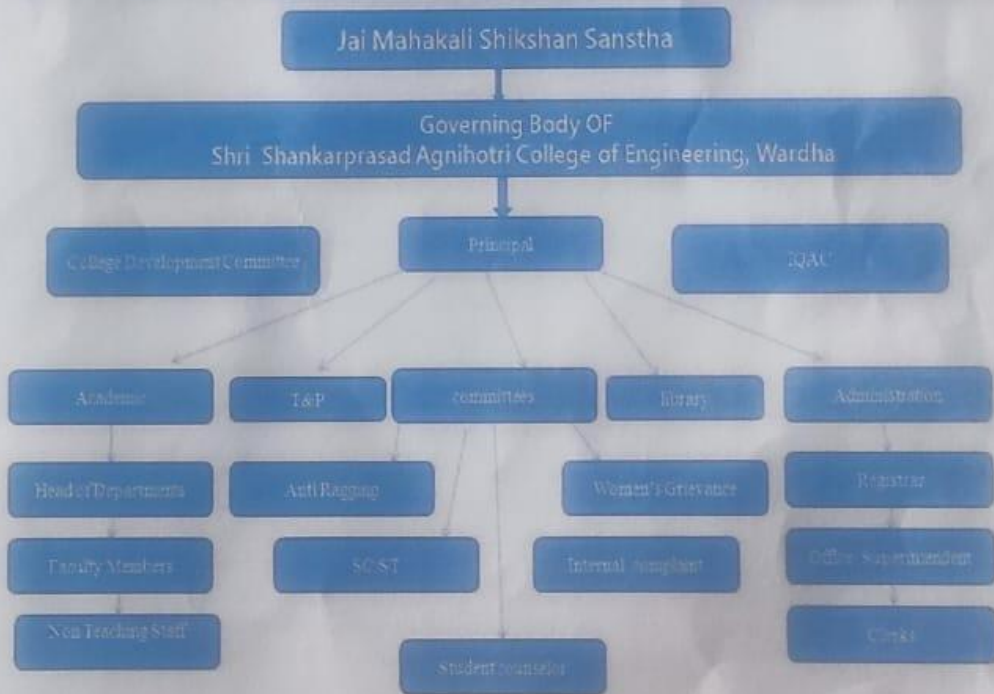 Jai Mahakali Shikshan Sanstha
Governing Body OF
Shri Shankarprasad Agnihotri College of Engineering, Wardha
College Development Committee
Principal
IQAC
Academic
T&P
committees
library
Administration
Head of Departments
Anti Ragging
Women's Grievance
Registrar
Faculty Members
SC/ST
Internal complaint
Office Superintendent
Non Teaching Staff
Clerks
Student counselor